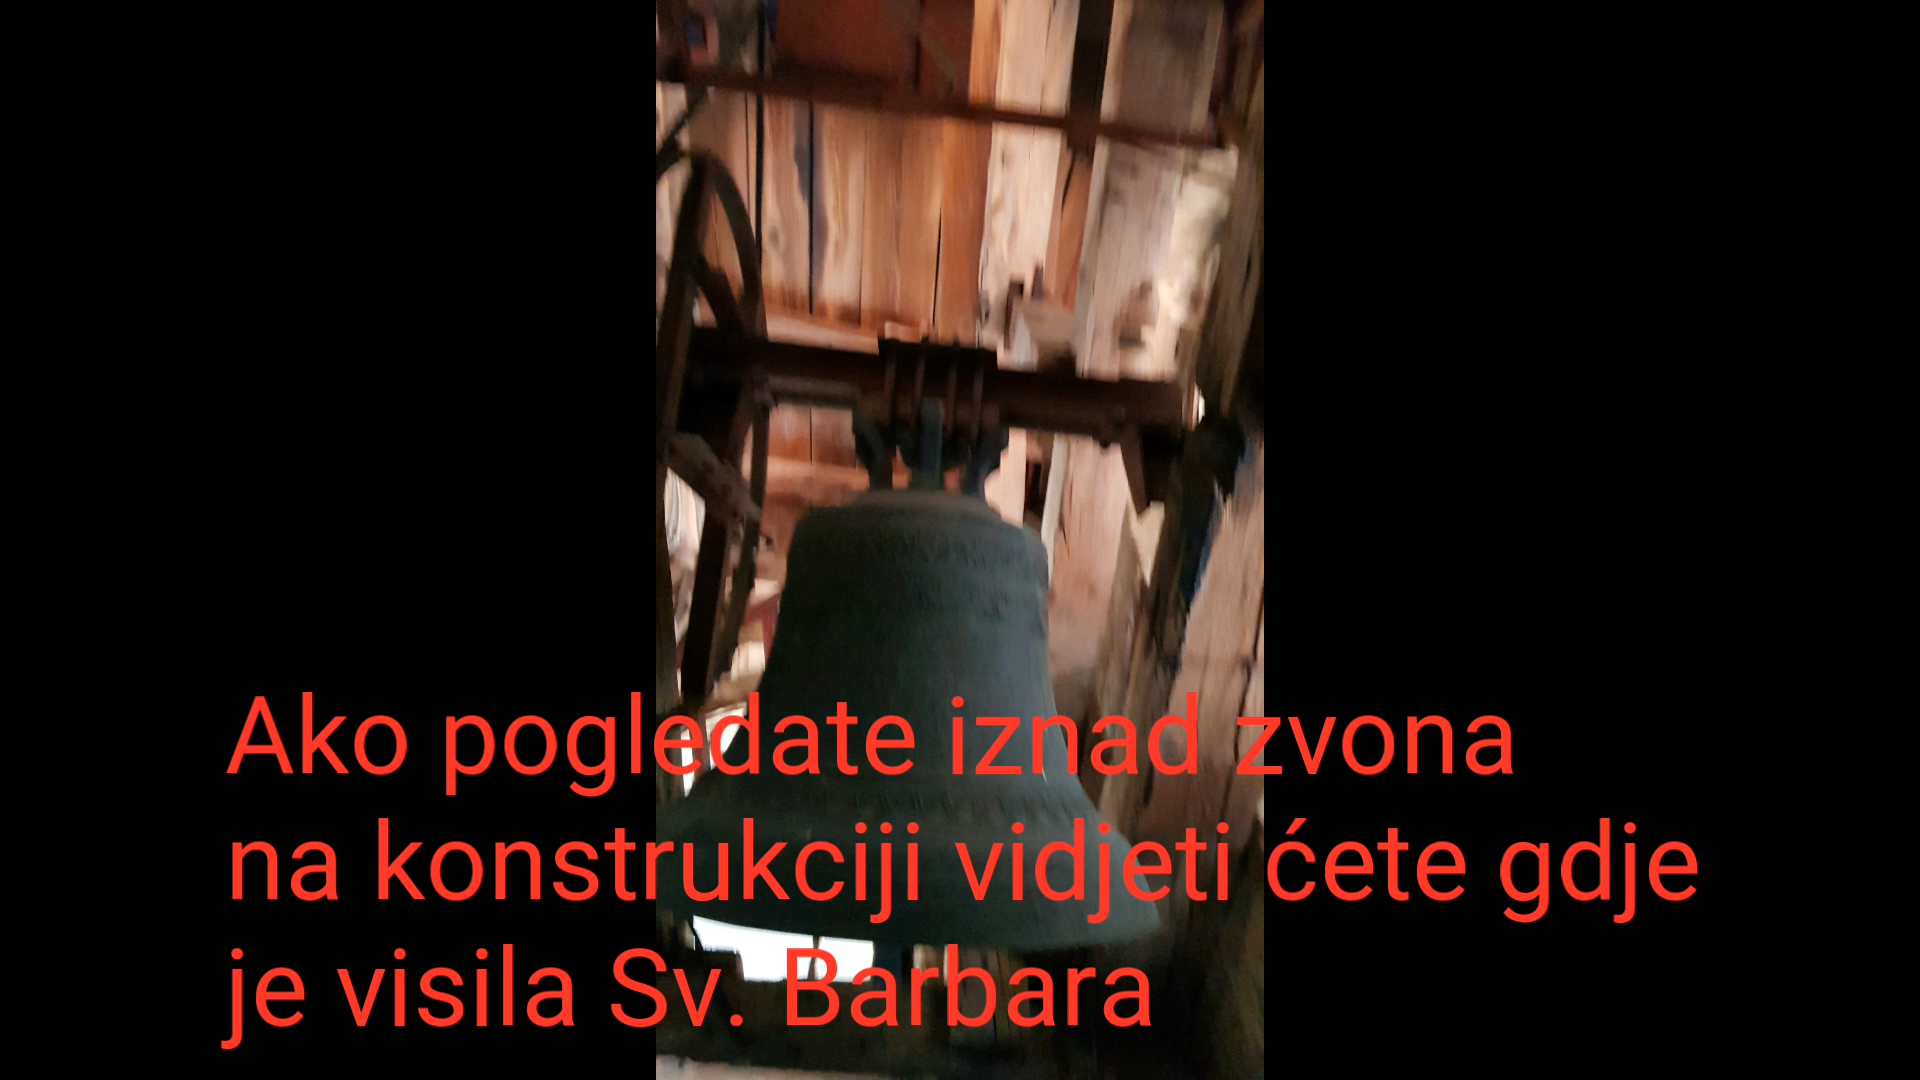 Ako pogledate iznad zvona
na konstrukciji vidjeti ćete gdje
je visila Sv. Barbara